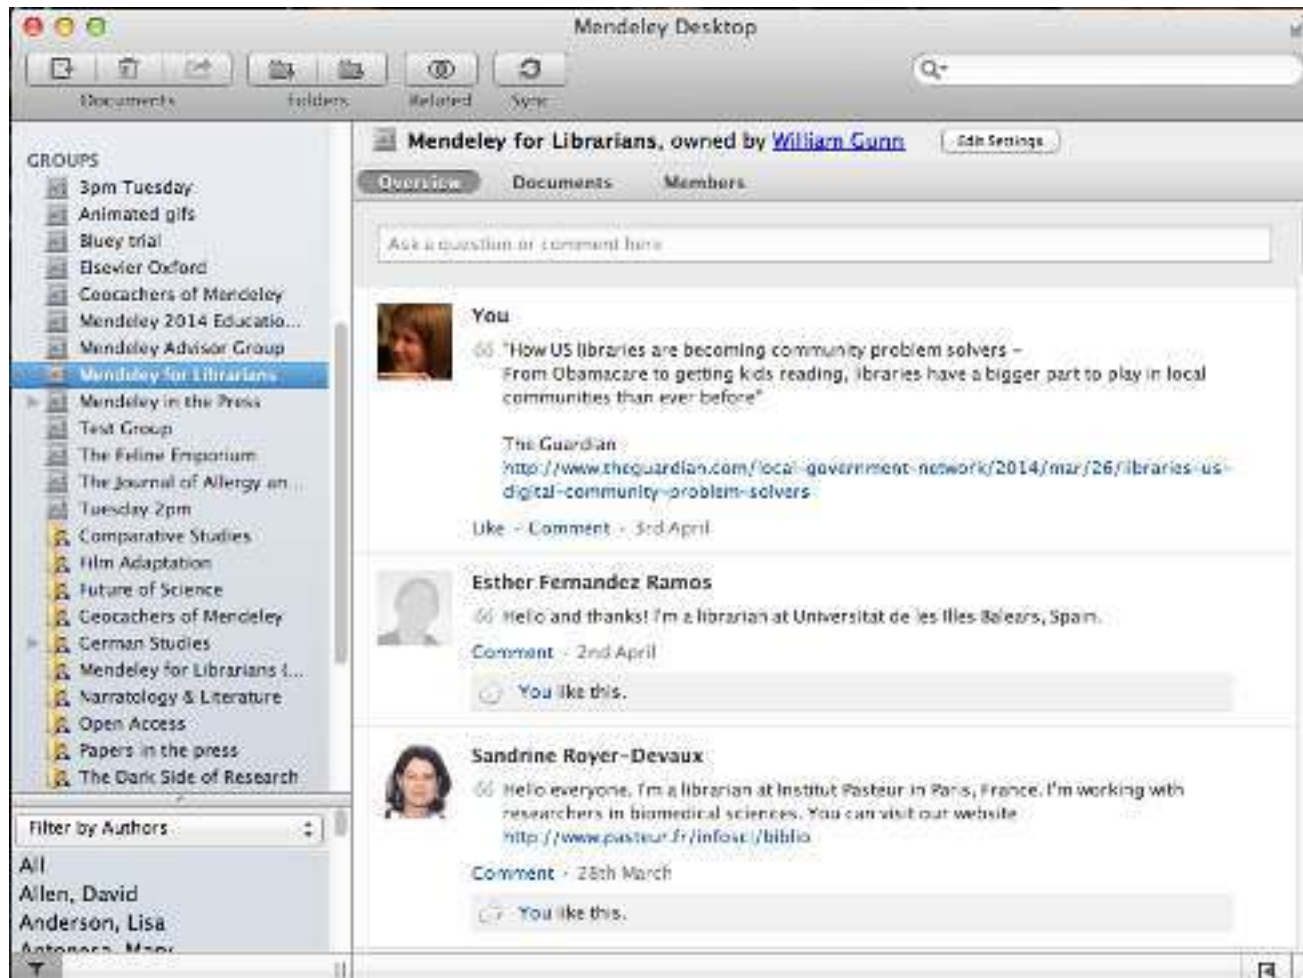 Mendeley Desktop
Documents
Folders
Related
Sync
GROUPS
3pm Tuesday
Animated gifs
Bluey trial
Elsevier Oxford
Geocachers of Mendeley
Mendeley 2014 Educatio...
Mendeley Advisor Group
Mendeley for Librarians
Mendeley in the Press
Test Group
The Feline Emporium
The Journal of Allergy an...
Tuesday 2pm
Comparative Studies
Film Adaptation
Future of Science
Geocachers of Mendeley
German Studies
Mendeley for Librarians (...
Narratology & Literature
Open Access
Papers in the press
The Dark Side of Research
Filter by Authors
All
Allen, David
Anderson, Lisa
Mendeley for Librarians, owned by William Gunn
Edit Settings
Overview
Documents
Members
Ask a question or comment here
You
"How US libraries are becoming community problem solvers –
From Obamacare to getting kids reading, libraries have a bigger part to play in local
communities than ever before"
The Guardian
http://www.theguardian.com/local-government-network/2014/mar/26/libraries-us-
digital-community-problem-solvers
Like - Comment - 3rd April
Esther Fernandez Ramos
Hello and thanks! I'm a librarian at Universitat de les Illes Balears, Spain.
Comment - 2nd April
You like this.
Sandrine Royer-Devaux
Hello everyone. I'm a librarian at Institut Pasteur in Paris, France. I'm working with
researchers in biomedical sciences. You can visit our website
http://www.pasteur.fr/infosci/biblio
Comment - 28th March
You like this.